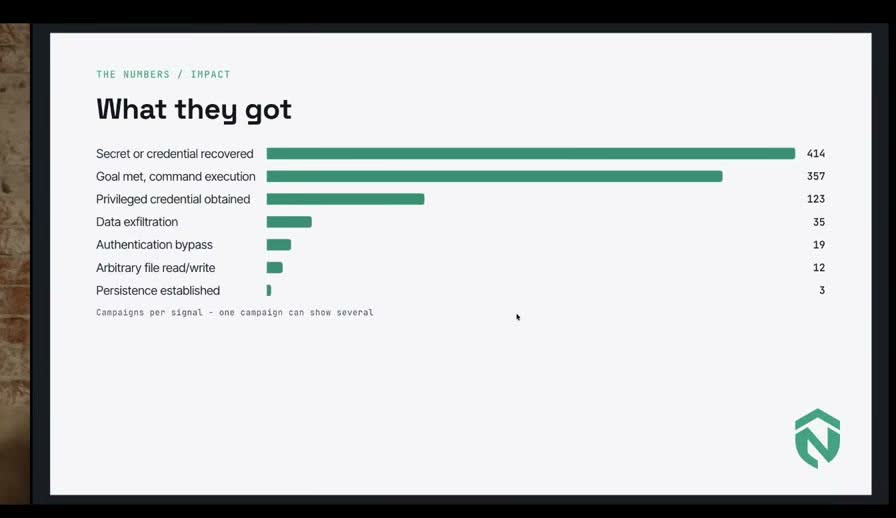 THE NUMBERS / IMPACT
What they got
Secret or credential recovered 414
Goal met, command execution 357
Privileged credential obtained 123
Data exfiltration 35
Authentication bypass 19
Arbitrary file read/write 12
Persistence established 3
Campaigns per signal - one campaign can show several